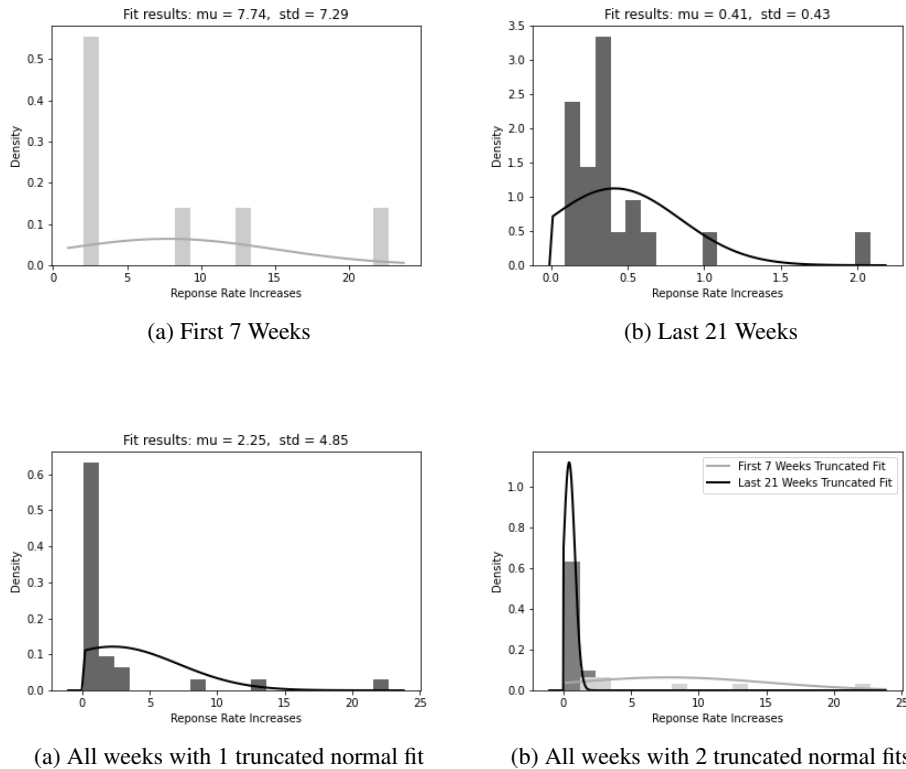 Fit results: mu = 7.74,  std = 7.29
0.5
0.4
0.3
0.2
0.1
0.0
Density
0
5
10
15
20
Reponse Rate Increases
(a) First 7 Weeks
Fit results: mu = 0.41,  std = 0.43
3.5
3.0
2.5
2.0
1.5
1.0
0.5
0.0
Density
0.0
0.5
1.0
1.5
2.0
Reponse Rate Increases
(b) Last 21 Weeks
Fit results: mu = 2.25,  std = 4.85
0.6
0.5
0.4
0.3
0.2
0.1
0.0
Density
0
5
10
15
20
25
Reponse Rate Increases
(a) All weeks with 1 truncated normal fit
First 7 Weeks Truncated Fit
Last 21 Weeks Truncated Fit
1.0
0.8
0.6
0.4
0.2
0.0
Density
0
5
10
15
20
25
Reponse Rate Increases
(b) All weeks with 2 truncated normal fits